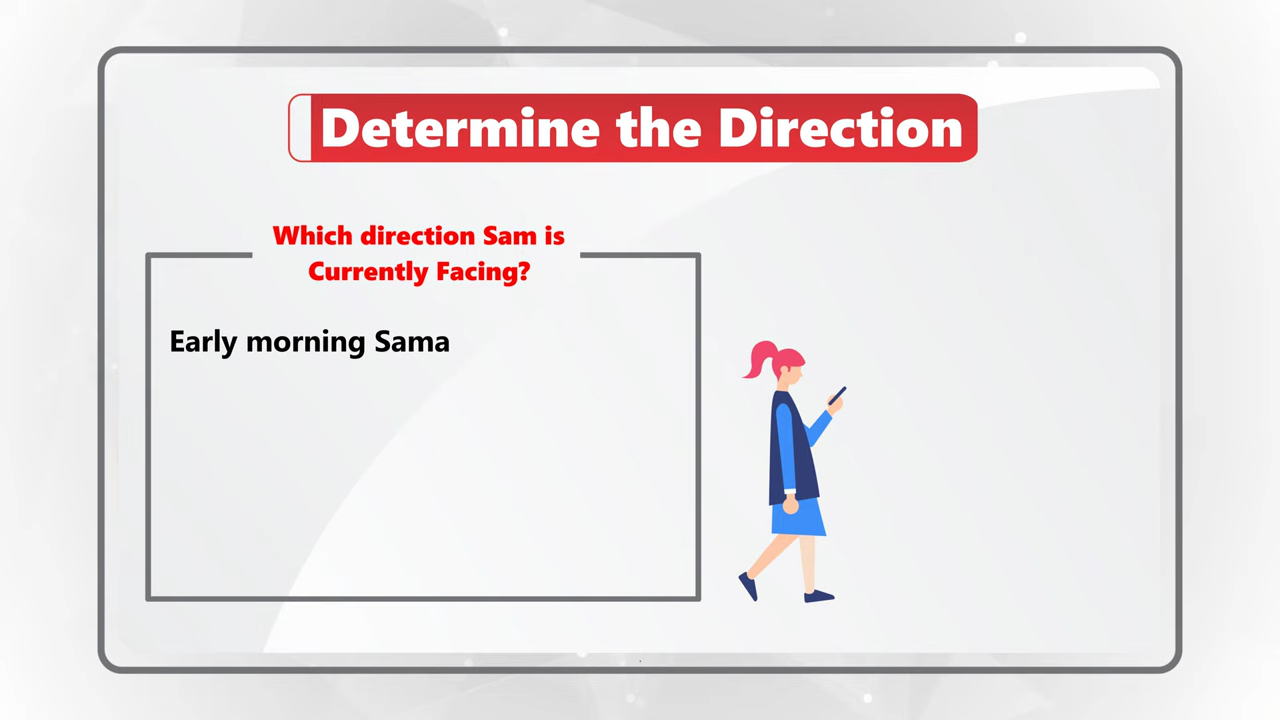 Determine the Direction
Which direction Sam is
Currently Facing?
Early morning Sama